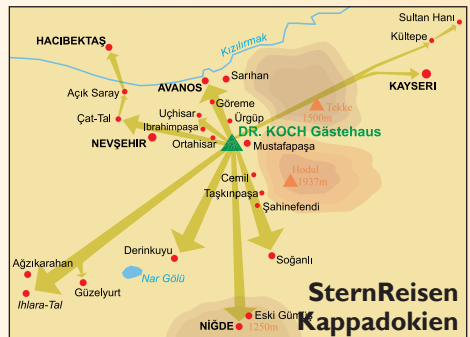 Sultan Hanı
HACIBEKTAŞ
Kızılırmak
Kültepe
Sarıhan
KAYSERI
AVANOS
Açık Saray
Göreme
Tekke
1500m
Uçhisar
Ürgüp
Çat-Tal
Ibrahimpaşa
DR. KOCH Gästehaus
NEVŞEHIR
Ortahisar
Mustafapaşa
Hodul
1937m
Cemil
Taşkınpaşa
Şahinefendi
Derinkuyu
Soğanlı
Ağzıkarahan
Nar Gölü
Güzelyurt
Ihlara-Tal
SternReisen
Eski Gümüş
Kappadokien
NİĞDE
1250m